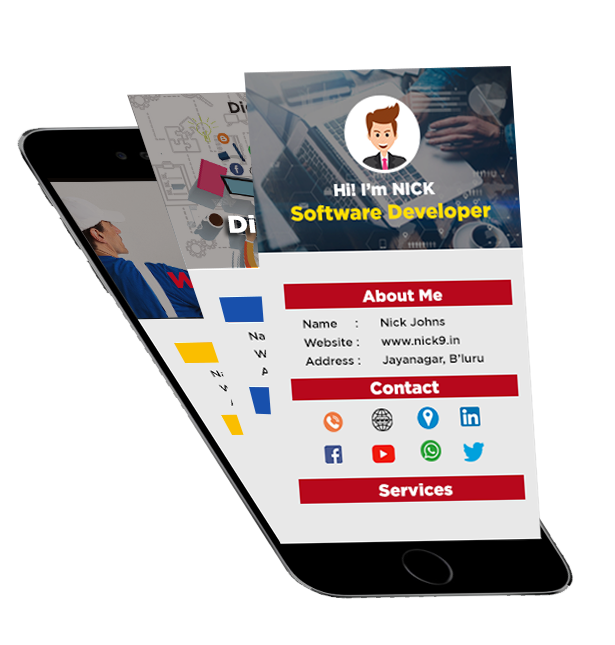 Hi! I'm NICK
Software Developer
About Me
Name : Nick Johns
Website : www.nick9.in
Address : Jayanagar, B'luru
Contact
Services
Di
Di
Na
W
A
W
N
W